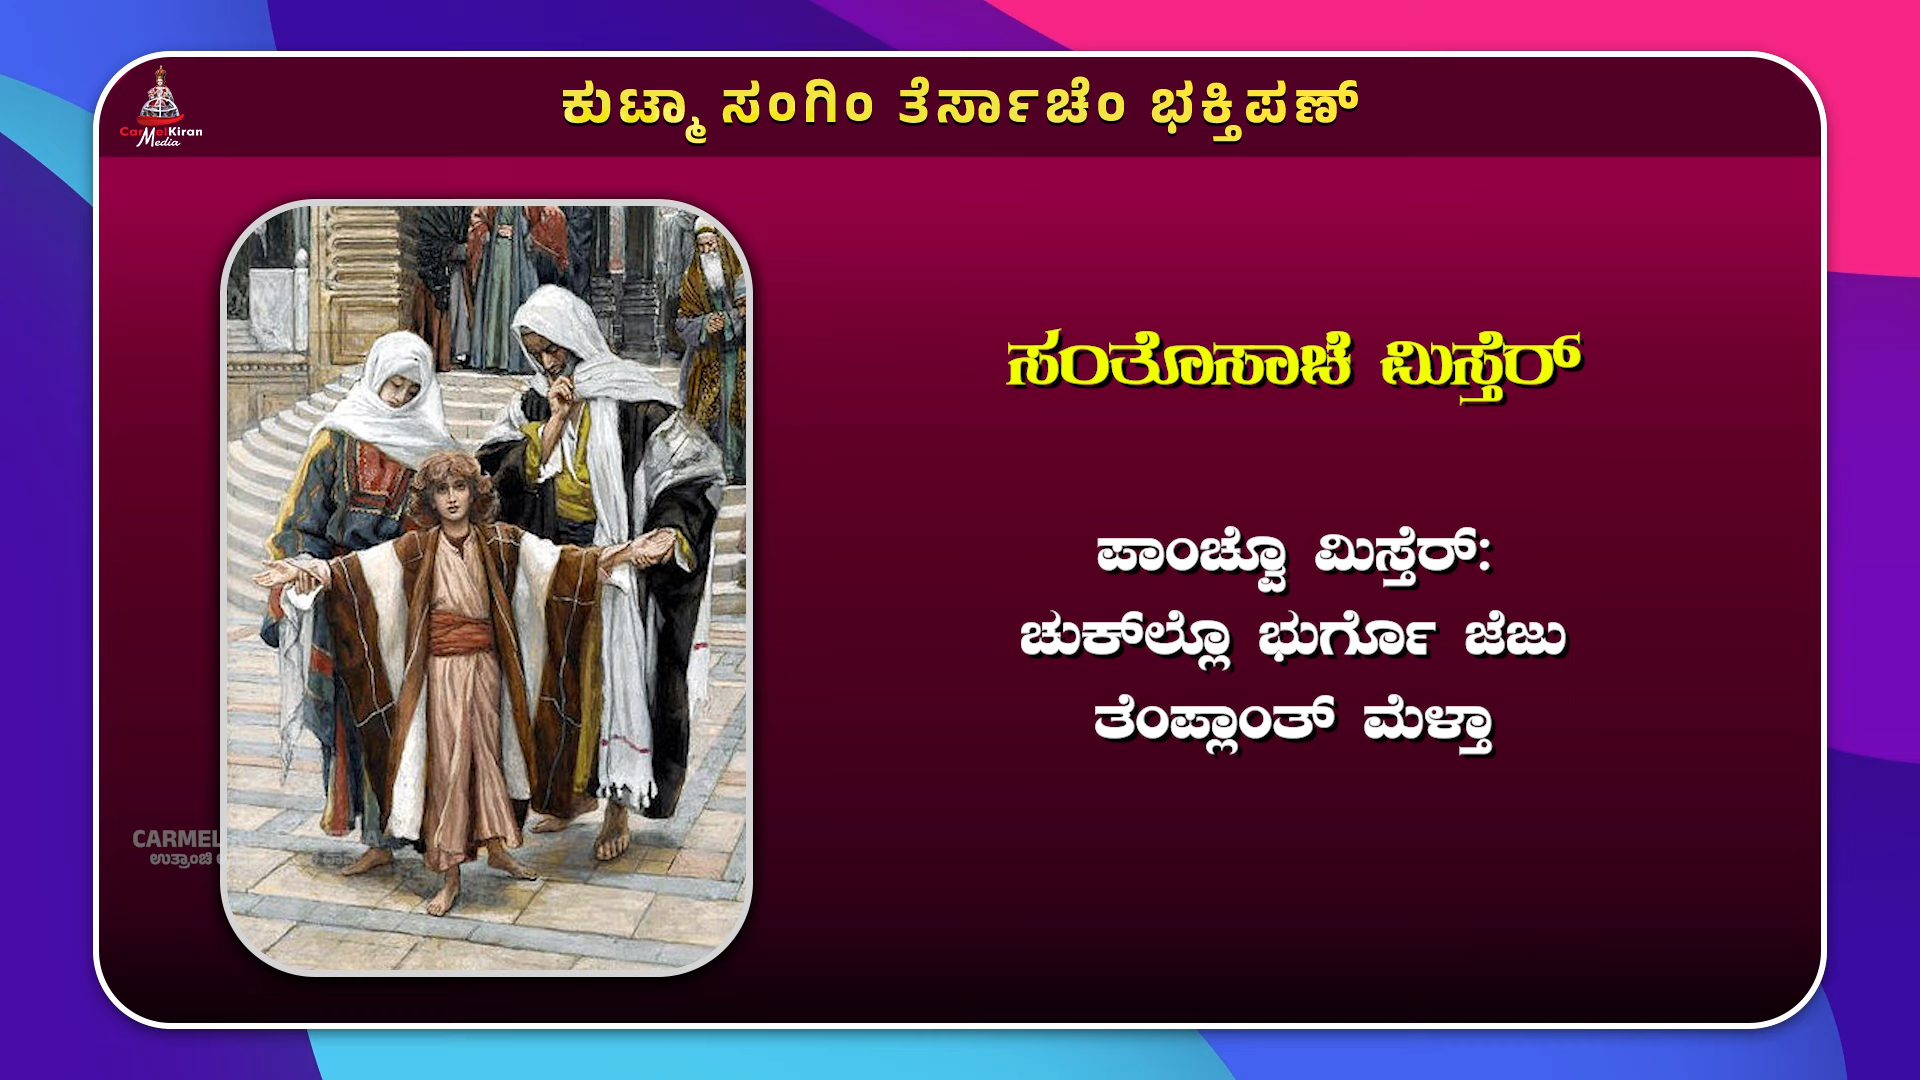 ಕುಟ್ಮಾ ಸಂಗಿಂ ತೆರ್ಸಾಚೆಂ ಭಕ್ತಿಪಣ್
CarmelKiran
Media
ಸಂತೊಸಾಚೆ ಮಿಸ್ತೆರ್
ಪಾಂಚ್ವೊ ಮಿಸ್ತೆರ್:
ಚುಕ್‌ಲ್ಲೊ ಭುರ್ಗೊ ಜೆಜು
ತೆಂಪ್ಲಾಂತ್ ಮೆಳ್ತಾ
CARMEL